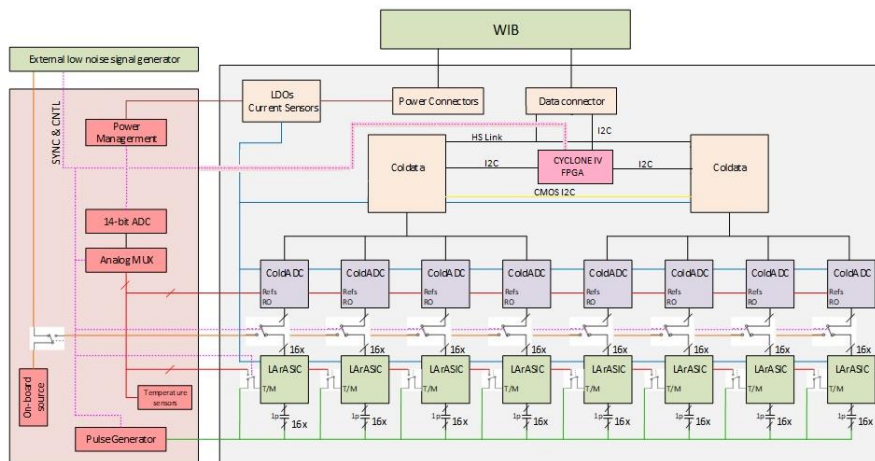 WIB
External low noise signal generator
LDOs
Current Sensors
Power Connectors
Data connector
SYNC & CNTL
Power
Management
HS Link
I2C
Coldata
I2C
CYCLONE IV
FPGA
I2C
Coldata
CMOS I2C
14-bit ADC
Analog MUX
ColdADC
Refs
RO
ColdADC
Refs
RO
ColdADC
Refs
RO
ColdADC
Refs
RO
ColdADC
Refs
RO
ColdADC
Refs
RO
ColdADC
Refs
RO
ColdADC
Refs
RO
16x
16x
16x
16x
16x
16x
16x
16x
LArASIC
T/M
LArASIC
T/M
LArASIC
T/M
LArASIC
T/M
LArASIC
T/M
LArASIC
T/M
LArASIC
T/M
LArASIC
T/M
On-board
source
Temperature
sensors
1p
16x
1p
16x
1p
16x
1p
16x
1p
16x
1p
16x
1p
16x
1p
16x
Pulse Generator